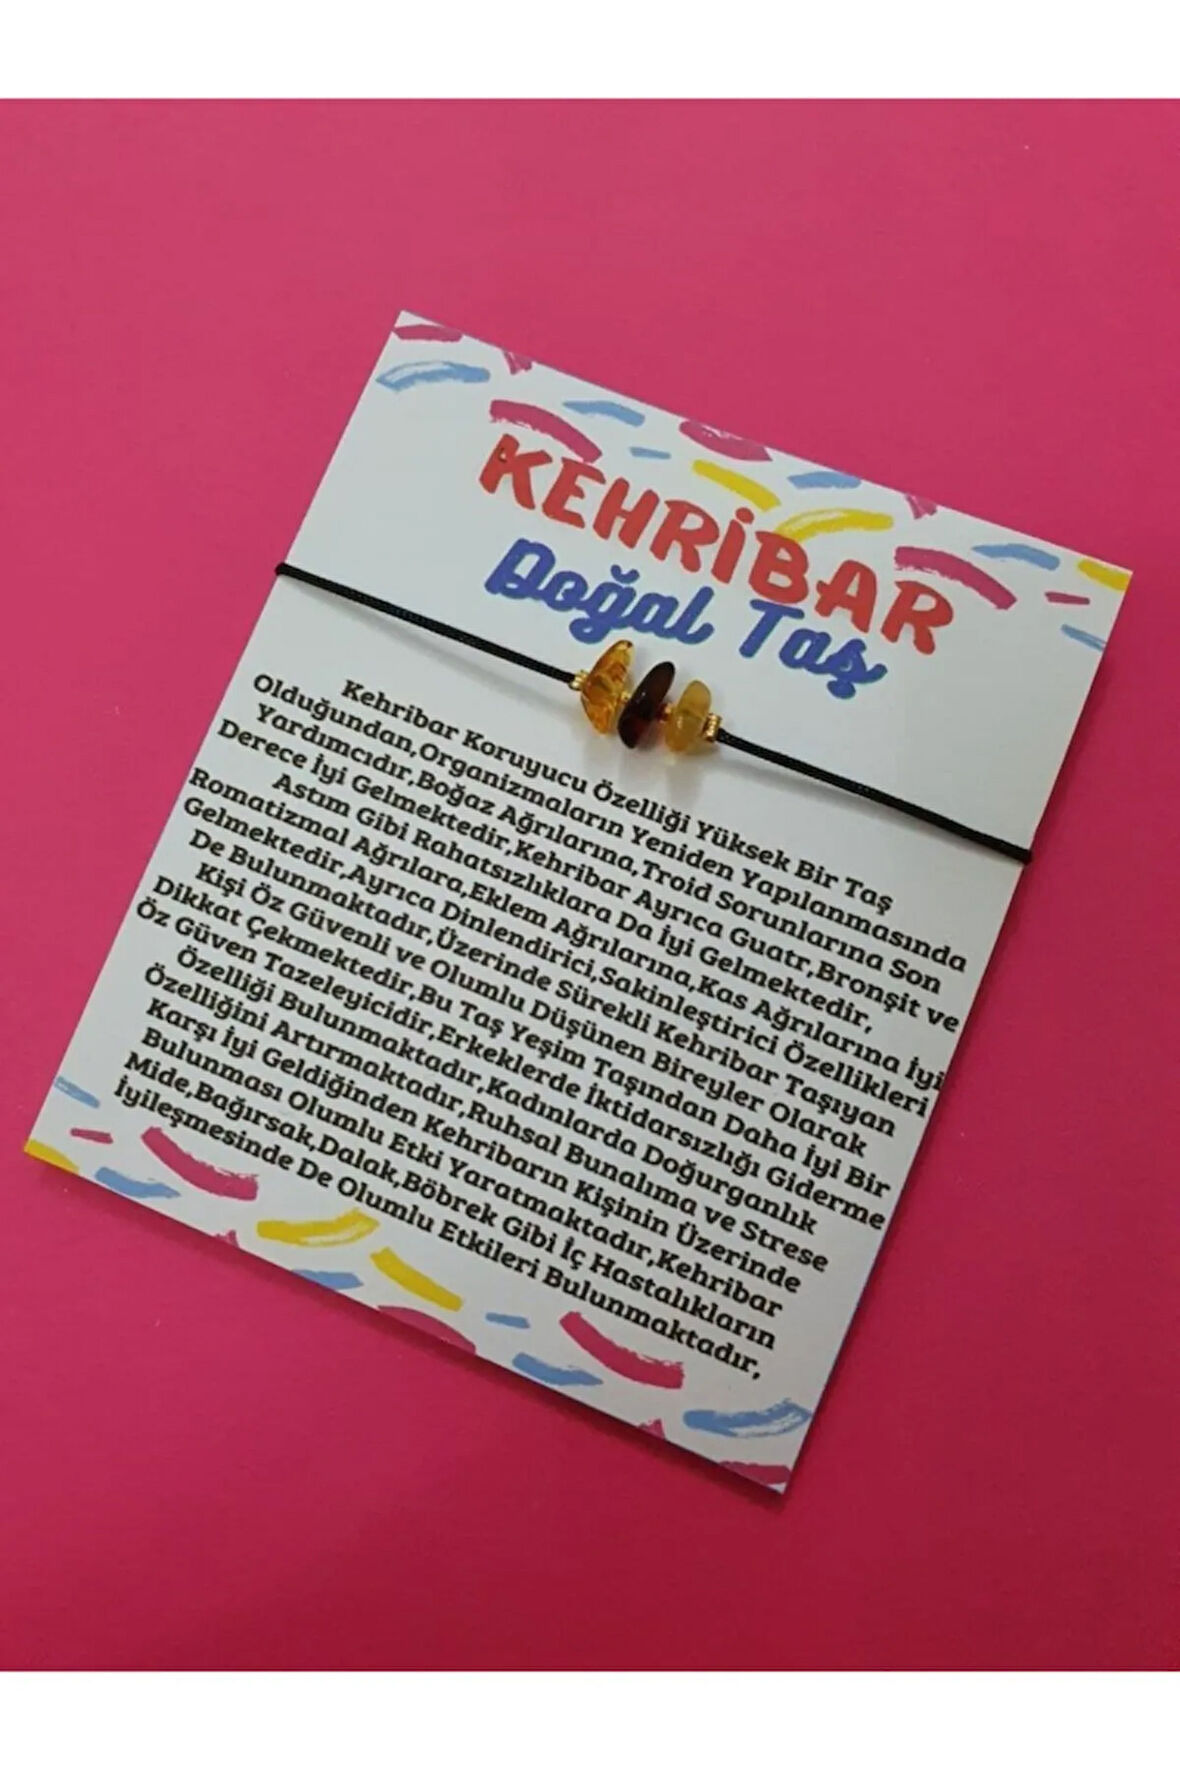 KEHRİBAR
Doğal Taş
Kehribar Koruyucu Özelliği Yüksek Bir Taş
Olduğundan,Organizmaların Yeniden Yapılanmasında
Yardımcıdır,Boğaz Ağrılarına,Troid Sorunlarına Son
Derece İyi Gelmektedir,Kehribar Ayrıca Guatr,Bronşit ve
Astım Gibi Rahatsızlıklara Da İyi Gelmektedir,
Romatizmal Ağrılara,Eklem Ağrılarına,Kas Ağrılarına İyi
Gelmektedir,Ayrıca Dinlendirici,Sakinleştirici Özellikleri
De Bulunmaktadır,Üzerinde Sürekli Kehribar Taşıyan
Kişi Öz Güvenli ve Olumlu Düşünen Bireyler Olarak
Dikkat Çekmektedir,Bu Taş Yeşim Taşından Daha İyi Bir
Öz Güven Tazeleyicidir,Erkeklerde İktidarsızlığı Giderme
Özelliği Bulunmaktadır,Kadınlarda Doğurganlık
Özelliğini Artırmaktadır,Ruhsal Bunalıma ve Strese
Karşı İyi Geldiğinden Kehribarın Kişinin Üzerinde
Bulunması Olumlu Etki Yaratmaktadır,Kehribar
Mide,Bağırsak,Dalak,Böbrek Gibi İç Hastalıkların
İyileşmesinde De Olumlu Etkileri Bulunmaktadır,